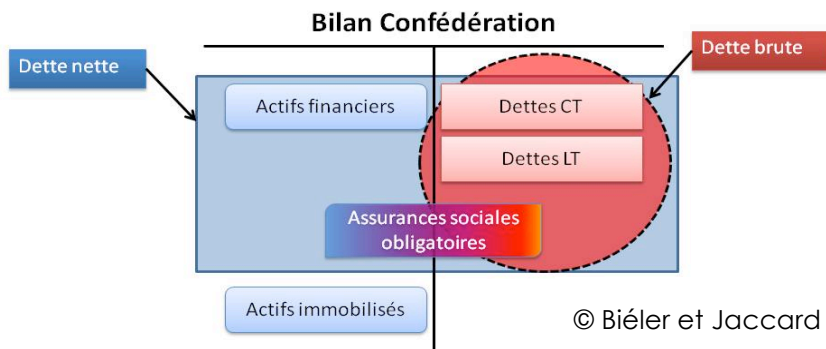 Bilan Confédération
Dette nette
Dette brute
Actifs financiers
Dettes CT
Dettes LT
Assurances sociales
obligatoires
Actifs immobilisés
© Biéler et Jaccard